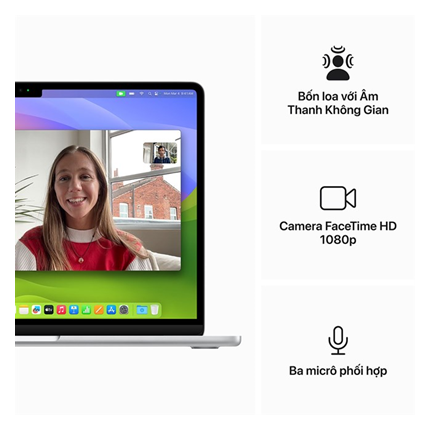 Bốn loa với Âm
Thanh Không Gian
Camera FaceTime HD
1080p
Ba micrô phối hợp